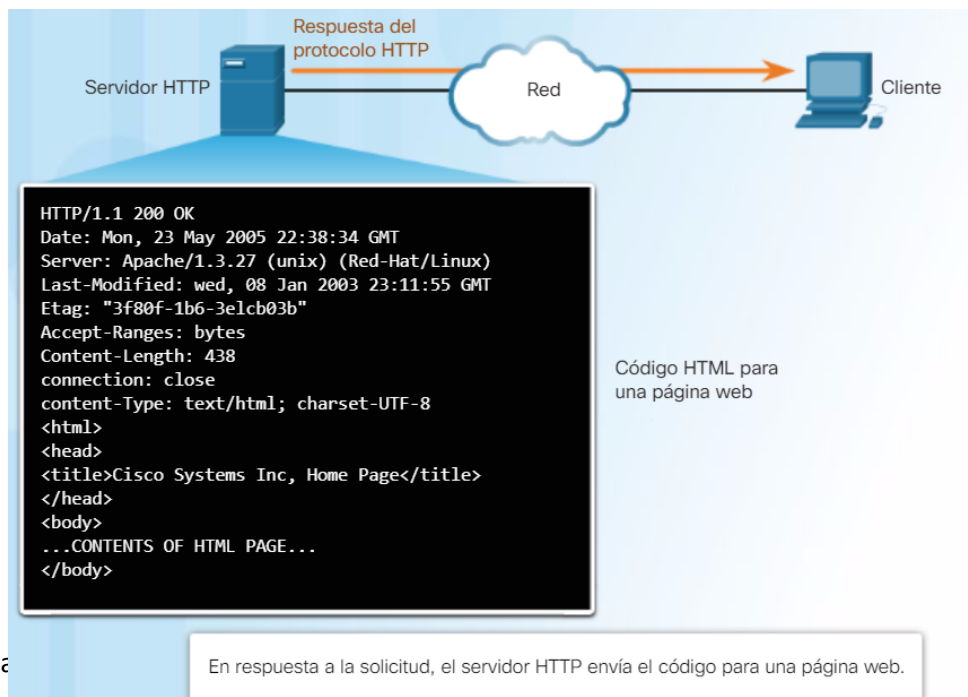 Respuesta del
protocolo HTTP
Servidor HTTP
Red
Cliente
HTTP/1.1 200 OK
Date: Mon, 23 May 2005 22:38:34 GMT
Server: Apache/1.3.27 (unix) (Red-Hat/Linux)
Last-Modified: wed, 08 Jan 2003 23:11:55 GMT
Etag: "3f80f-1b6-3elcb03b"
Accept-Ranges: bytes
Content-Length: 438
connection: close
content-Type: text/html; charset-UTF-8
<html>
<head>
<title>Cisco Systems Inc, Home Page</title>
</head>
<body>
...CONTENTS OF HTML PAGE...
</body>
Código HTML para
una página web
En respuesta a la solicitud, el servidor HTTP envía el código para una página web.